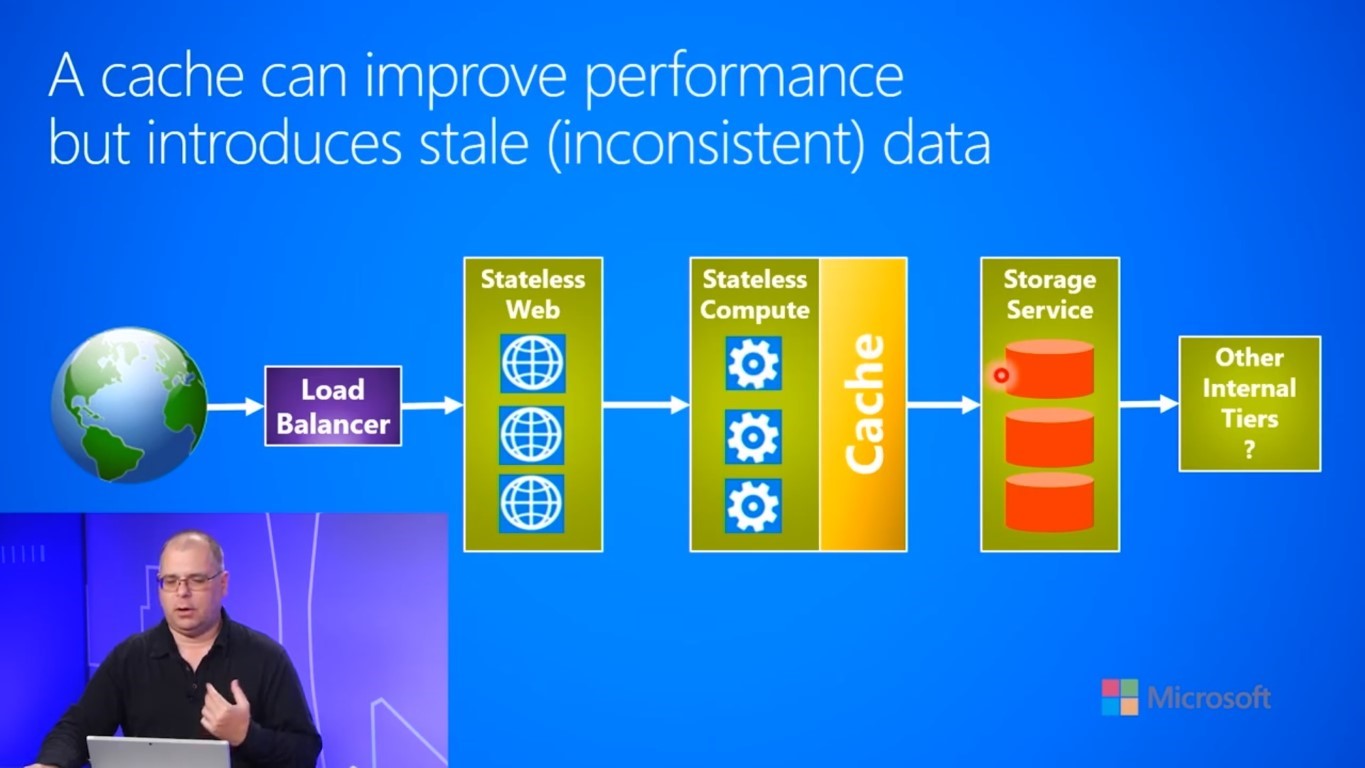 A cache can improve performance
but introduces stale (inconsistent) data
Load
Balancer
Stateless
Web
Stateless
Compute
Cache
Storage
Service
Other
Internal
Tiers
?
Microsoft